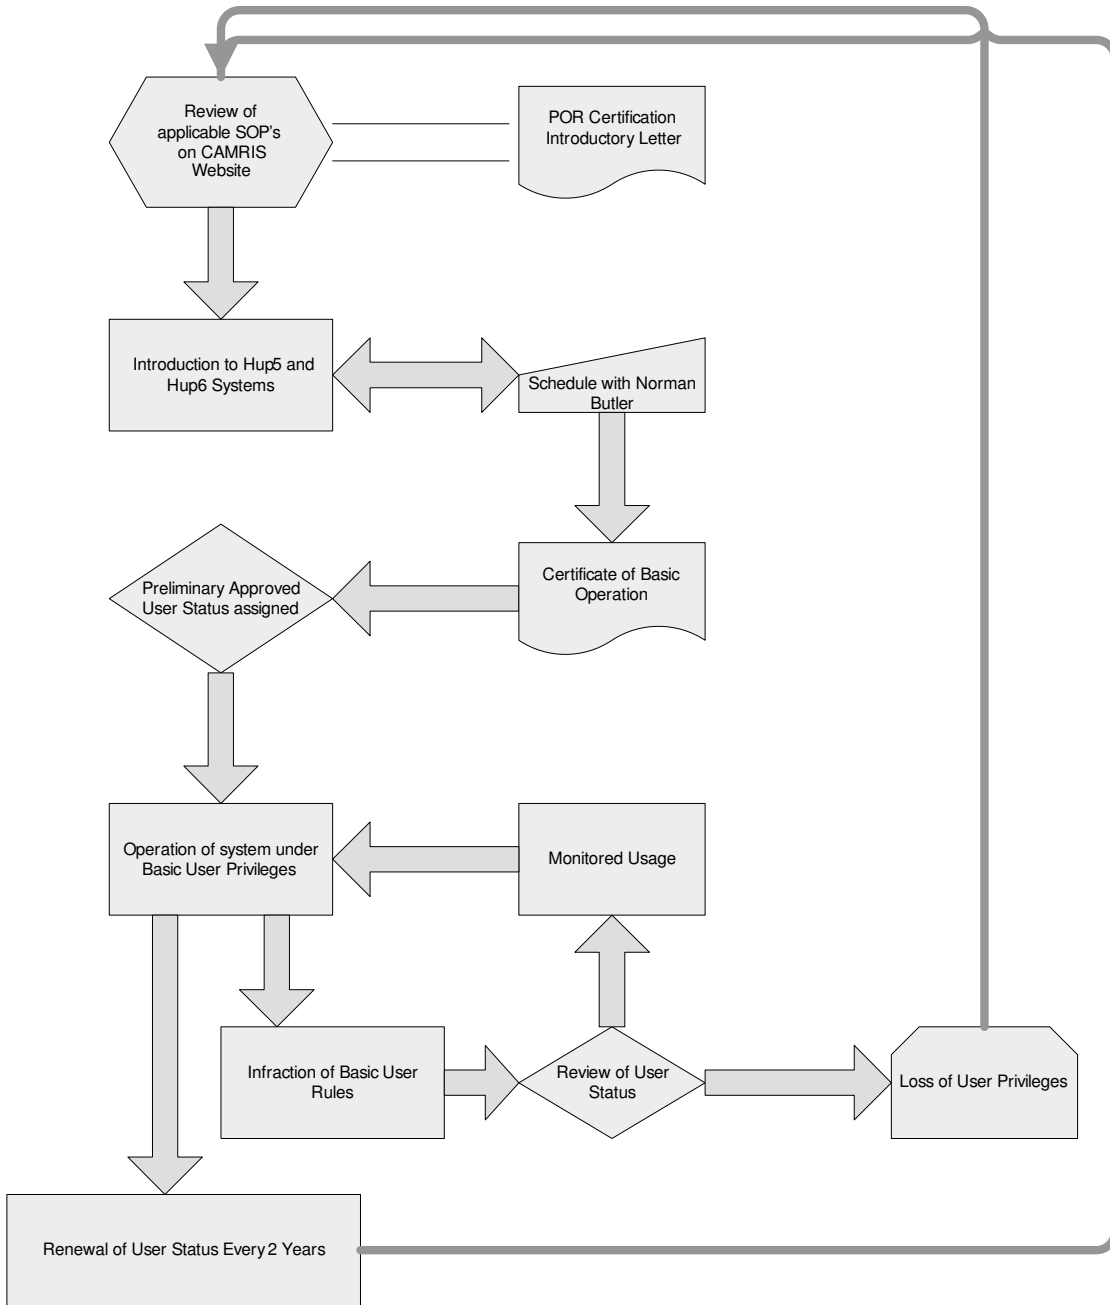 Review of
applicable SOP's
on CAMRIS
Website
POR Certification
Introductory Letter
Introduction to Hup5 and
Hup6 Systems
Schedule with Norman
Butler
Preliminary Approved
User Status assigned
Certificate of Basic
Operation
Operation of system under
Basic User Privileges
Monitored Usage
Infraction of Basic User
Rules
Review of User
Status
Loss of User Privileges
Renewal of User Status Every 2 Years